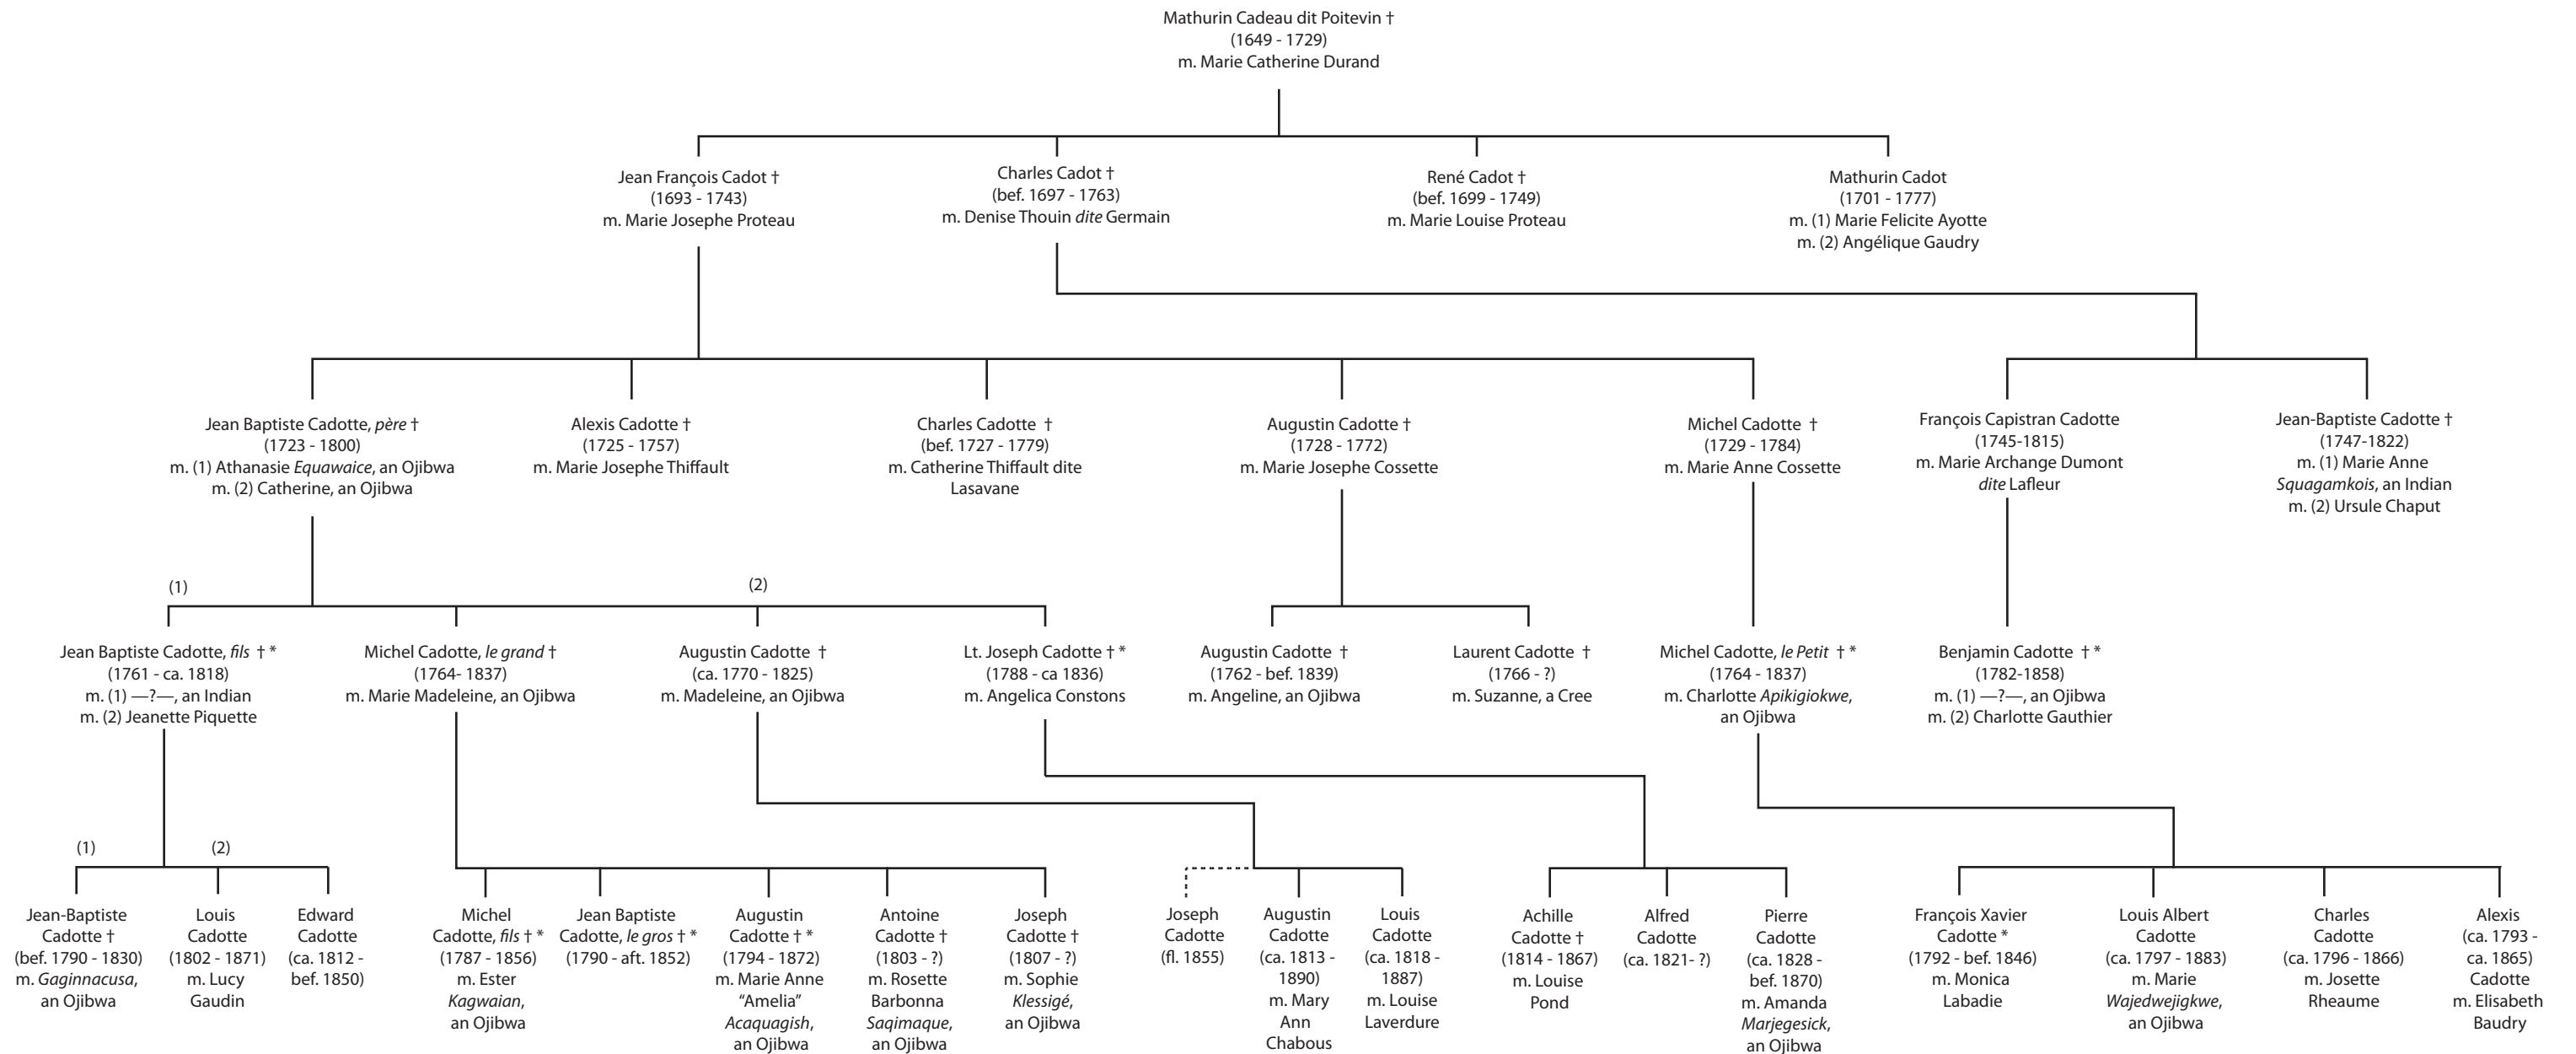 Mathurin Cadeau dit Poitevin †
(1649 - 1729)
m. Marie Catherine Durand
Jean François Cadot †
(1693 - 1743)
m. Marie Josephe Proteau
Charles Cadot †
(bef. 1697 - 1763)
m. Denise Thouin dite Germain
René Cadot †
(bef. 1699 - 1749)
m. Marie Louise Proteau
Mathurin Cadot
(1701 - 1777)
m. (1) Marie Felicite Ayotte
m. (2) Angélique Gaudry
Jean Baptiste Cadotte, père †
(1723 - 1800)
m. (1) Athanasie Equawaice, an Ojibwa
m. (2) Catherine, an Ojibwa
Alexis Cadotte †
(1725 - 1757)
m. Marie Josephe Thiffault
Charles Cadotte †
(bef. 1727 - 1779)
m. Catherine Thiffault dite
Lasavane
Augustin Cadotte †
(1728 - 1772)
m. Marie Josephe Cossette
Michel Cadotte †
(1729 - 1784)
m. Marie Anne Cossette
François Capistran Cadotte
(1745-1815)
m. Marie Archange Dumont
dite Lafleur
Jean-Baptiste Cadotte †
(1747-1822)
m. (1) Marie Anne
Squagamkois, an Indian
m. (2) Ursule Chaput
(1)
(2)
Jean Baptiste Cadotte, fils † *
(1761 - ca. 1818)
m. (1) —?—, an Indian
m. (2) Jeanette Piquette
Michel Cadotte, le grand †
(1764- 1837)
m. Marie Madeleine, an Ojibwa
Augustin Cadotte †
(ca. 1770 - 1825)
m. Madeleine, an Ojibwa
Lt. Joseph Cadotte † *
(1788 - ca 1836)
m. Angelica Constons
Augustin Cadotte †
(1762 - bef. 1839)
m. Angeline, an Ojibwa
Laurent Cadotte †
(1766 - ?)
m. Suzanne, a Cree
Michel Cadotte, le Petit † *
(1764 - 1837)
m. Charlotte Apikigiokwe,
an Ojibwa
Benjamin Cadotte † *
(1782-1858)
m. (1) —?—, an Ojibwa
m. (2) Charlotte Gauthier
(1)
(2)
Jean-Baptiste
Cadotte †
(bef. 1790 - 1830)
m. Gaginnacusa,
an Ojibwa
Louis
Cadotte
(1802 - 1871)
m. Lucy
Gaudin
Edward
Cadotte
(ca. 1812 -
bef. 1850)
Michel
Cadotte, fils † *
(1787 - 1856)
m. Ester
Kagwaian,
an Ojibwa
Jean Baptiste
Cadotte, le gros † *
(1790 - aft. 1852)
Augustin
Cadotte † *
(1794 - 1872)
m. Marie Anne
“Amelia”
Acaquagish,
an Ojibwa
Antoine
Cadotte †
(1803 - ?)
m. Rosette
Barbonna
Saqimaque,
an Ojibwa
Joseph
Cadotte †
(1807 - ?)
m. Sophie
Klessigé,
an Ojibwa
Joseph
Cadotte
(fl. 1855)
Augustin
Cadotte
(ca. 1813 -
1890)
m. Mary
Ann
Chabous
Louis
Cadotte
(ca. 1818 -
1887)
m. Louise
Laverdure
Achille
Cadotte †
(1814 - 1867)
m. Louise
Pond
Alfred
Cadotte
(ca. 1821- ?)
Pierre
Cadotte
(ca. 1828 -
bef. 1870)
m. Amanda
Marjegesick,
an Ojibwa
François Xavier
Cadotte *
(1792 - bef. 1846)
m. Monica
Labadie
Louis Albert
Cadotte
(ca. 1797 - 1883)
m. Marie
Wajedwejigkwe,
an Ojibwa
Charles
Cadotte
(ca. 1796 - 1866)
m. Josette
Rheaume
Alexis
(ca. 1793 -
ca. 1865)
Cadotte
m. Elisabeth
Baudry